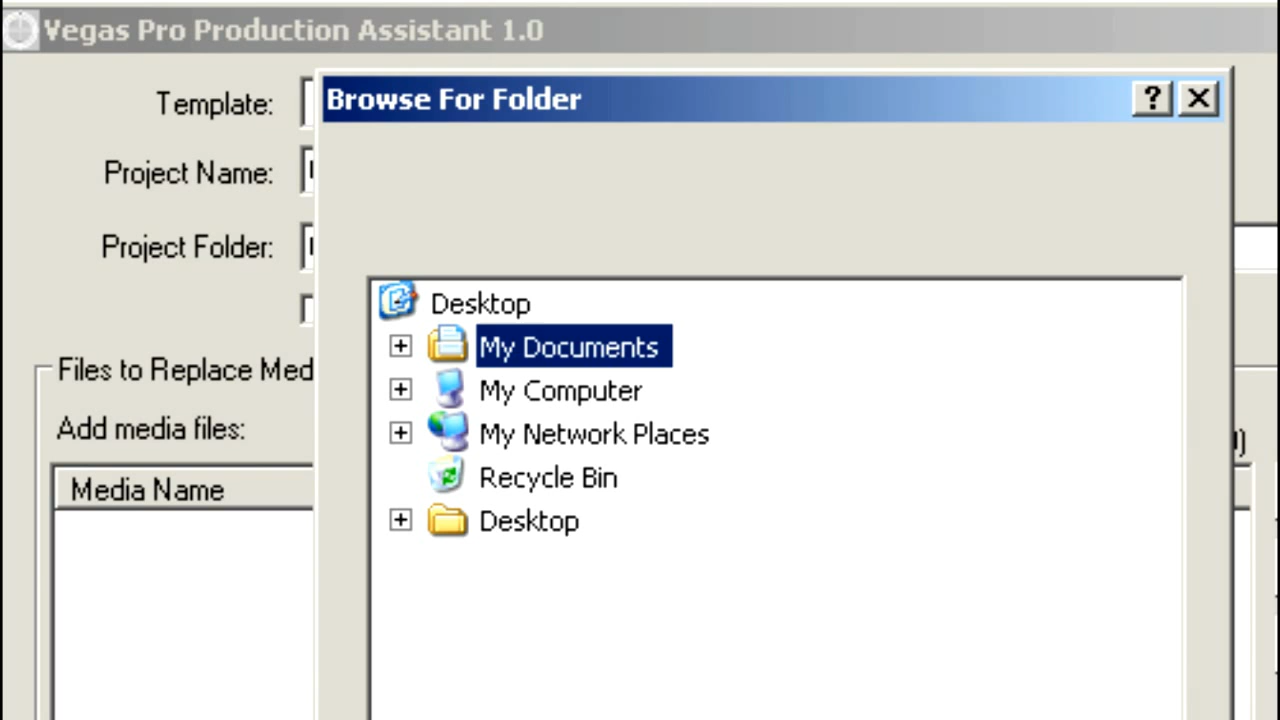 Vegas Pro Production Assistant 1.0
Browse For Folder
Template:
Project Name:
Project Folder:
Desktop
My Documents
My Computer
My Network Places
Recycle Bin
Desktop
Files to Replace Med
Add media files:
Media Name